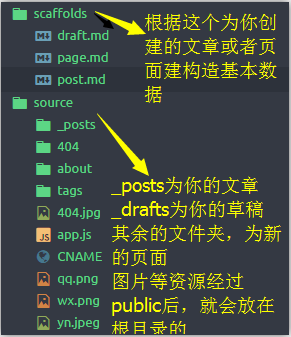 scaffolds
draft.md
page.md
post.md
根据这个为你创
建的文章或者页
面建构造基本数
据
source
_posts
404
about
tags
404.jpg
app.js
CNAME
qq.png
wx.png
yn.jpeg
_posts为你的文章
_drafts为你的草稿
其余的文件夹，为新
的页面
图片等资源经过
public后，就会放在
根目录的